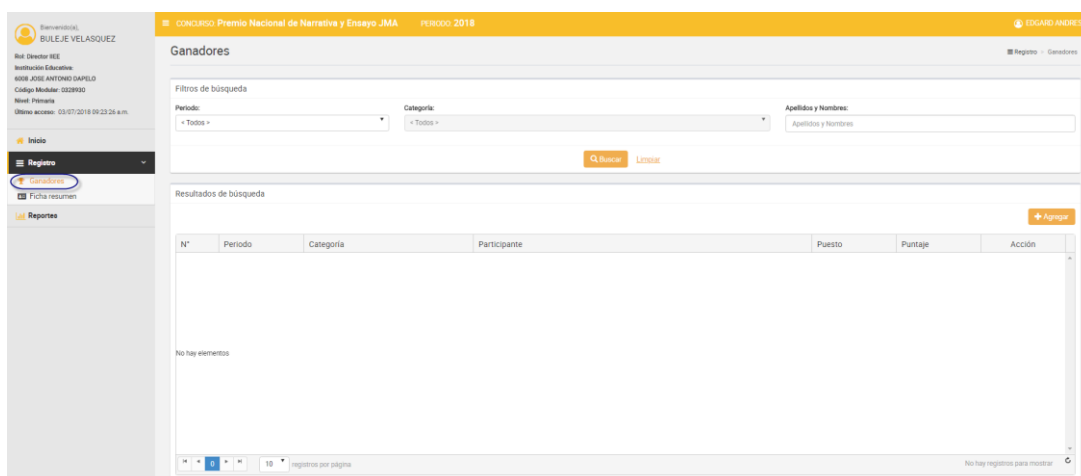 Bienvenido(a),
BULEJE VELASQUEZ
Rol: Director IIEE
Institución Educativa:
6008 JOSE ANTONIO DAPELO
Código Modular: 0328930
Nivel: Primaria
Último acceso: 03/07/2018 09:23:26 a.m.
Inicio
Registro
Ganadores
Ficha resumen
Reportes
CONCURSO: Premio Nacional de Narrativa y Ensayo JMA PERIODO: 2018
EDGARD ANDRES
Ganadores
Registro > Ganadores
Filtros de búsqueda
Periodo: Categoría: Apellidos y Nombres:
< Todos > < Todos > Apellidos y Nombres
Buscar Limpiar
Resultados de búsqueda
+ Agregar
N° Periodo Categoría Participante Puesto Puntaje Acción
No hay elementos
0 10 registros por página No hay registros para mostrar